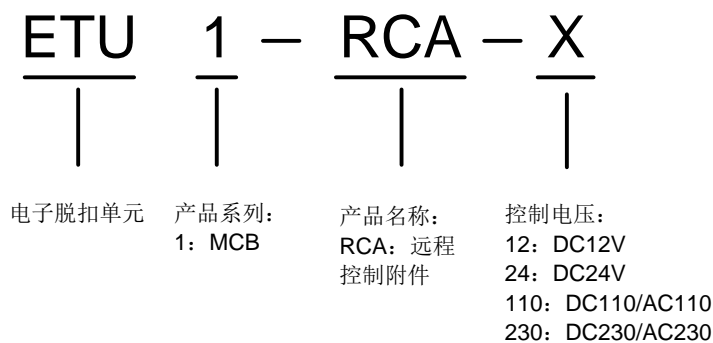 ETU 1 - RCA - X
电子脱扣单元
产品系列：
1：MCB
产品名称：
RCA：远程
控制附件
控制电压：
12：DC12V
24：DC24V
110：DC110/AC110
230：DC230/AC230